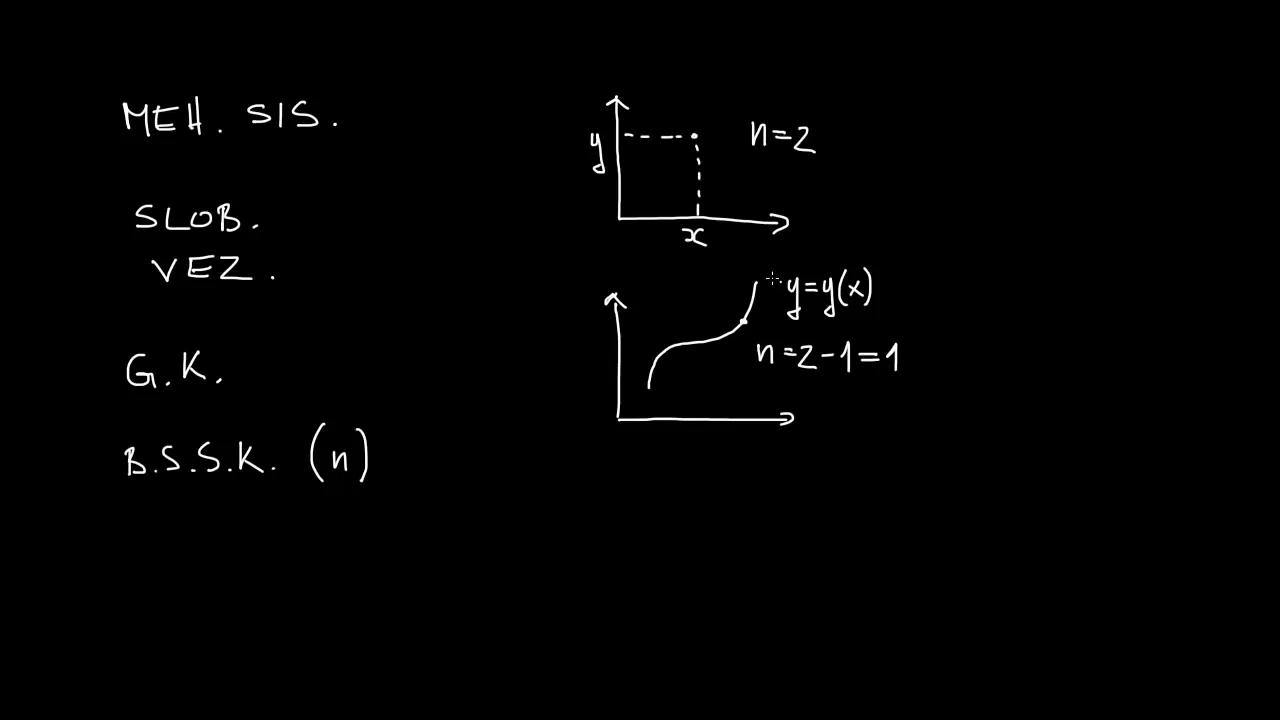 MEH. SIS.
SLOB.
VEZ.
G.K.
B.S.S.K. (n)
y
n=2
x
y=y(x)
n=2-1=1